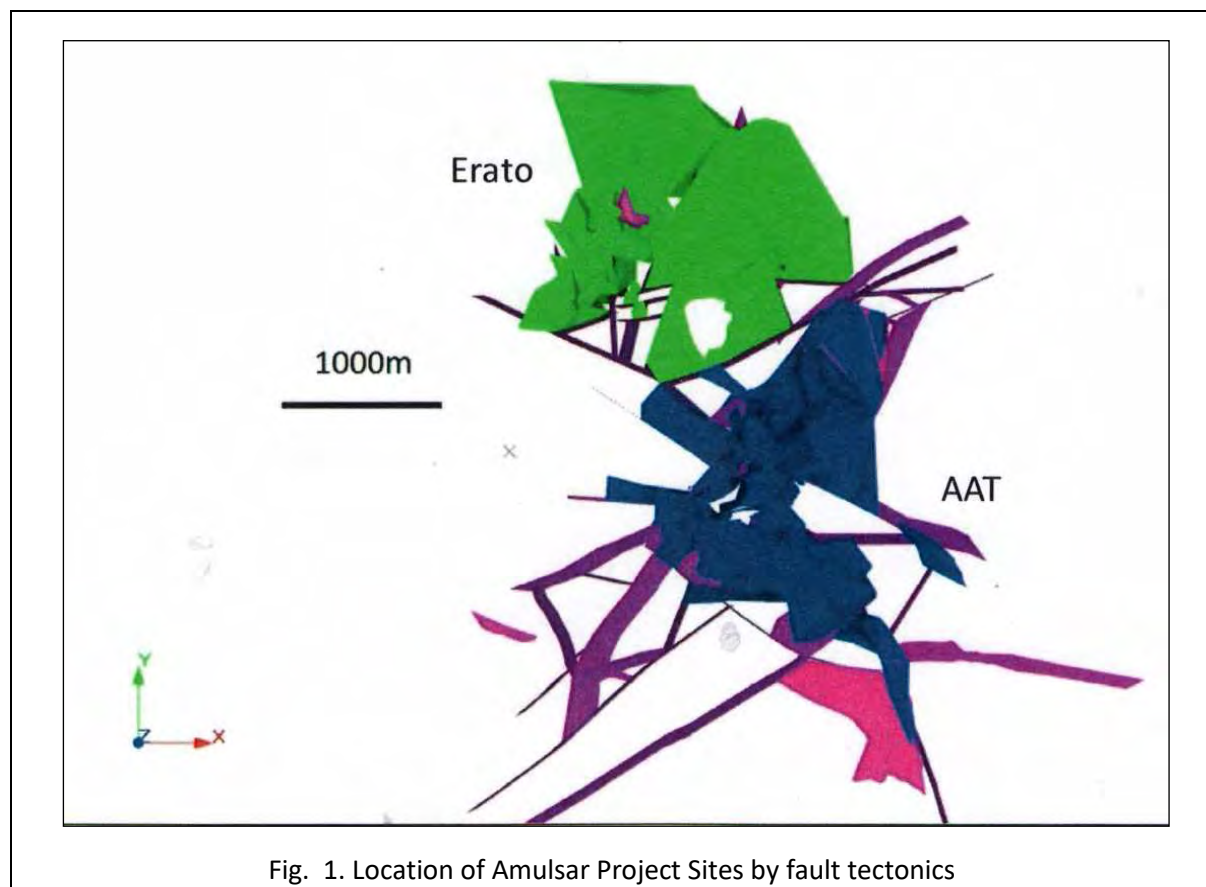 Erato
1000m
AAT
Y
Z
X
Fig. 1. Location of Amulsar Project Sites by fault tectonics